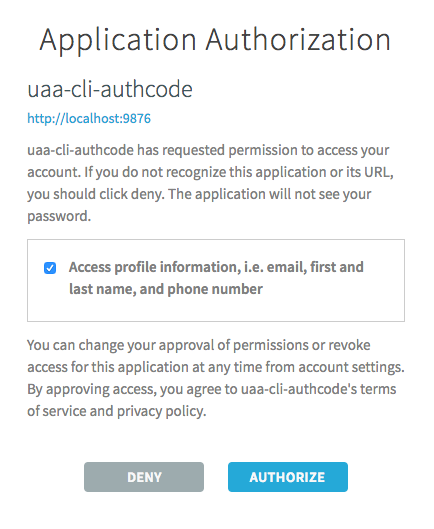 Application Authorization
uaa-cli-authcode
http://localhost:9876
uaa-cli-authcode has requested permission to access your
account. If you do not recognize this application or its URL,
you should click deny. The application will not see your
password.
Access profile information, i.e. email, first and
last name, and phone number
You can change your approval of permissions or revoke
access for this application at any time from account settings.
By approving access, you agree to uaa-cli-authcode's terms
of service and privacy policy.
DENY AUTHORIZE